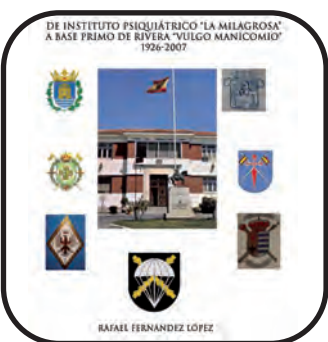 DE INSTITUTO PSIQUIÁTRICO "LA MILAGROSA"
A BASE PRIMO DE RIVERA "VULGO MANICOMIO"
1926-2007
RAFAEL FERNÁNDEZ LÓPEZ